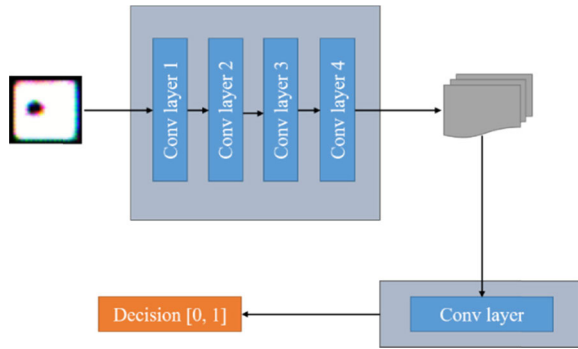 Conv layer 1
Conv layer 2
Conv layer 3
Conv layer 4
Conv layer
Decision [0, 1]